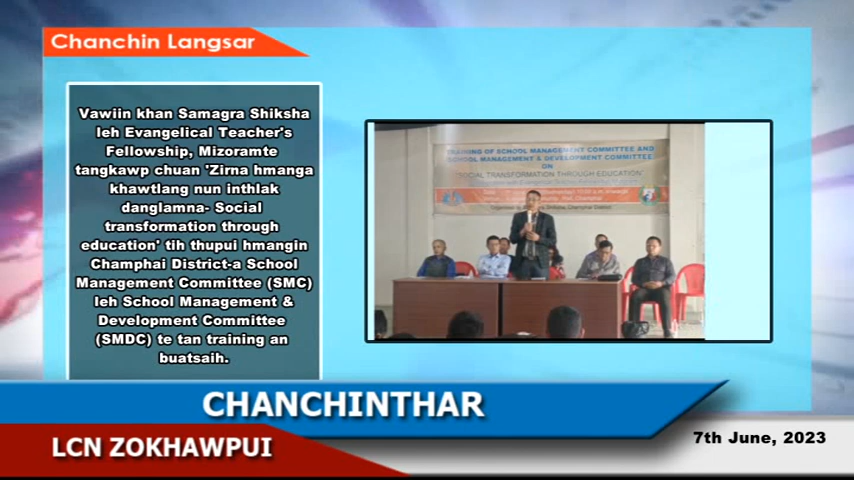 Chanchin Langsar
Vawiin khan Samagra Shiksha
leh Evangelical Teacher's
Fellowship, Mizoramte
tangkawp chuan 'Zirna hmanga
khawtlang nun inthlak
danglamna- Social
transformation through
education' tih thupui hmangin
Champhai District-a School
Management Committee (SMC)
leh School Management &
Development Committee
(SMDC) te tan training an
buatsaih.
TRAINING OF SCHOOL MANAGEMENT COMMITTEE AND
SCHOOL MANAGEMENT & DEVELOPMENT COMMITTEE
ON
'SOCIAL TRANSFORMATION THROUGH EDUCATION'
CHANCHINTHAR
LCN ZOKHAWPUI
7th June, 2023